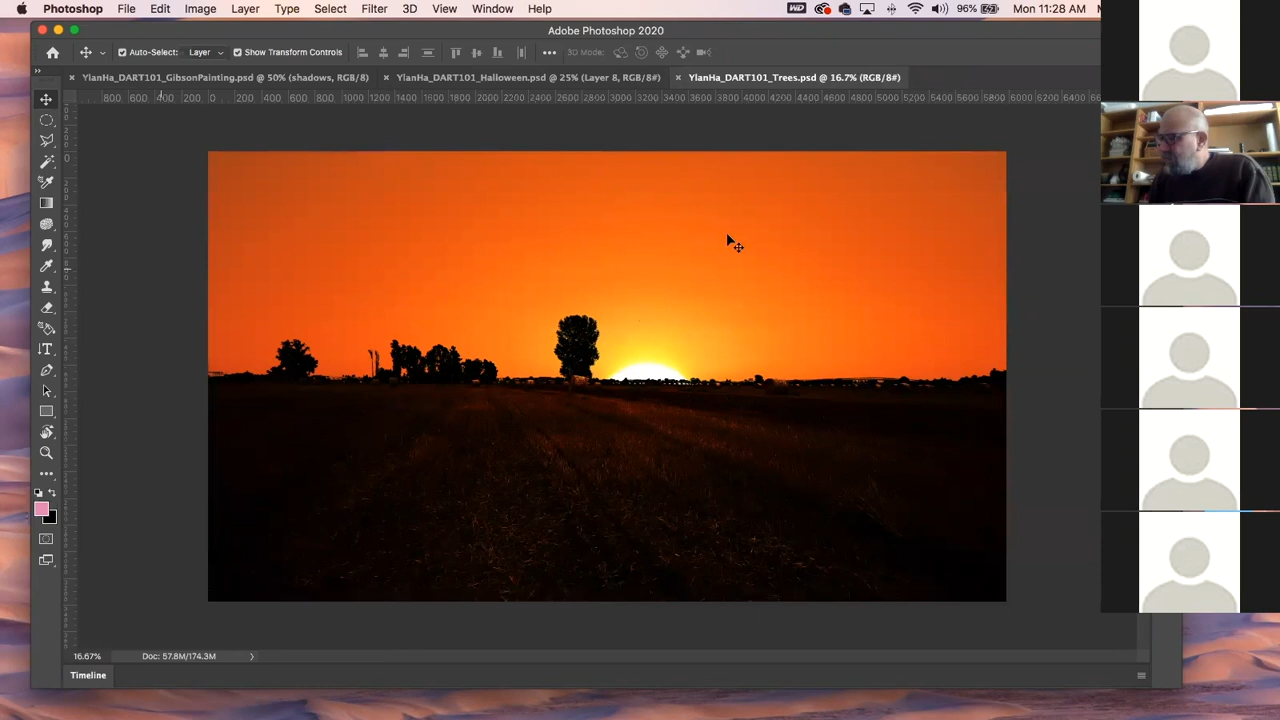 Photoshop File Edit Image Layer Type Select Filter 3D View Window Help 96% Mon 11:28 AM
Adobe Photoshop 2020
Auto-Select: Layer Show Transform Controls 3D Mode:
YlanHa_DART101_GibsonPainting.psd @ 50% (shadows, RGB/8) YlanHa_DART101_Halloween.psd @ 25% (Layer 8, RGB/8#) YlanHa_DART101_Trees.psd @ 16.7% (RGB/8#)
800 600 400 200 0 200 400 600 800 1000 1200 1400 1600 1800 2000 2200 2400 2600 2800 3000 3200 3400 3600 3800 4000 4200 4400 4600 4800 5000 5200 5400 5600 5800 6000 6200 6400
16.67% Doc: 57.8M/174.3M
Timeline